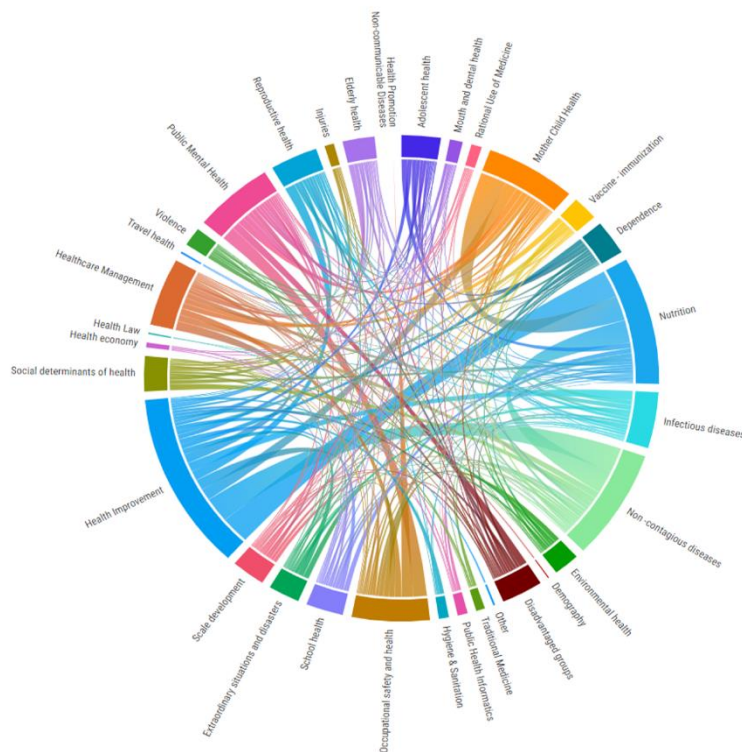 Health Promotion
Non-communicable Diseases
Adolescent health
Mouth and dental health
Rational Use of Medicine
Mother Child Health
Vaccine - immunization
Dependence
Nutrition
Infectious diseases
Non -contagious diseases
Environmental health
Demography
Disadvantaged groups
Other
Traditional Medicine
Public Health Informatics
Hygiene & Sanitation
Occupational safety and health
School health
Extraordinary situations and disasters
Scale development
Health Improvement
Social determinants of health
Health economy
Health Law
Healthcare Management
Travel health
Violence
Public Mental Health
Reproductive health
Injuries
Elderly health